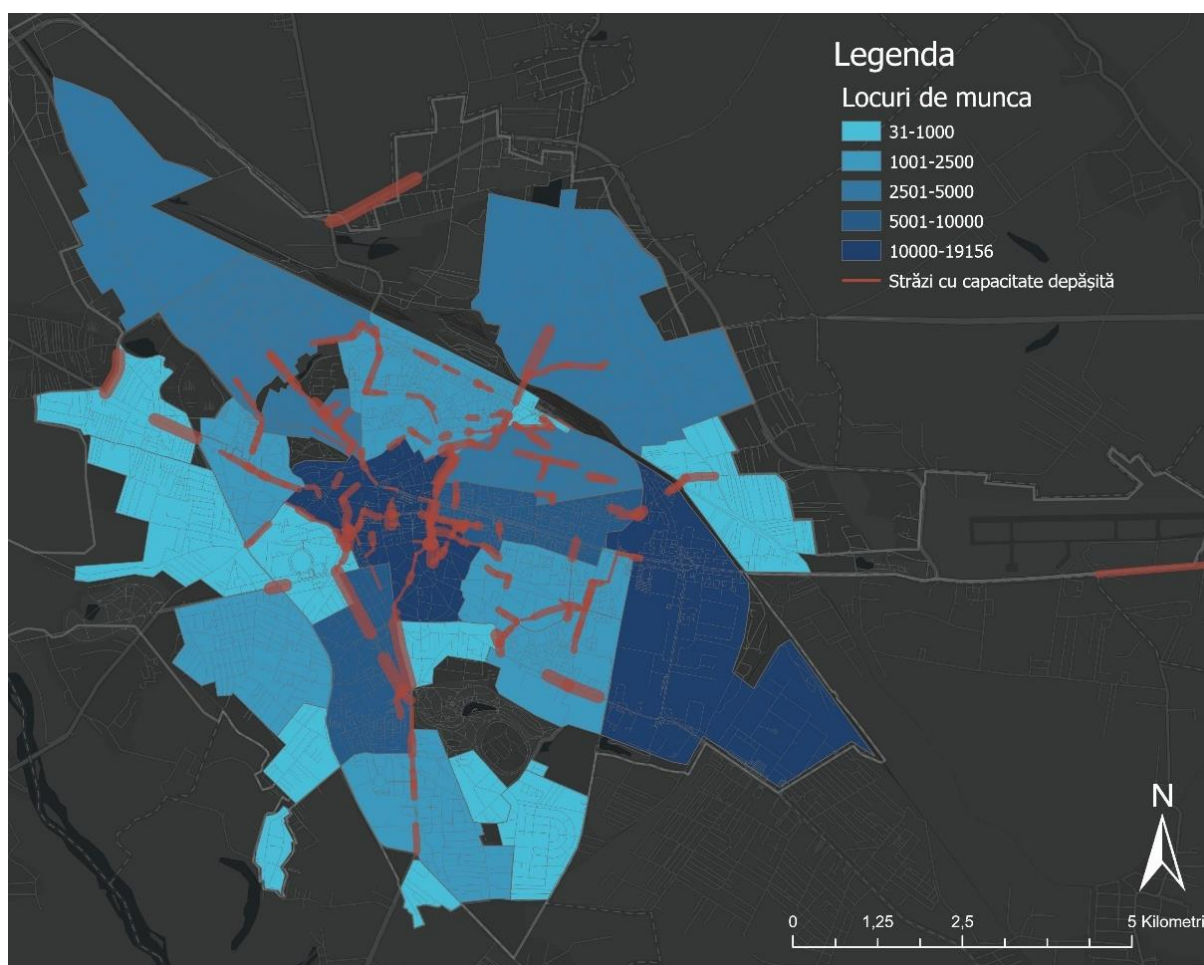 Legenda
Locuri de munca
31-1000
1001-2500
2501-5000
5001-10000
10000-19156
Străzi cu capacitate depășită
N
0 1,25 2,5 5 Kilometri